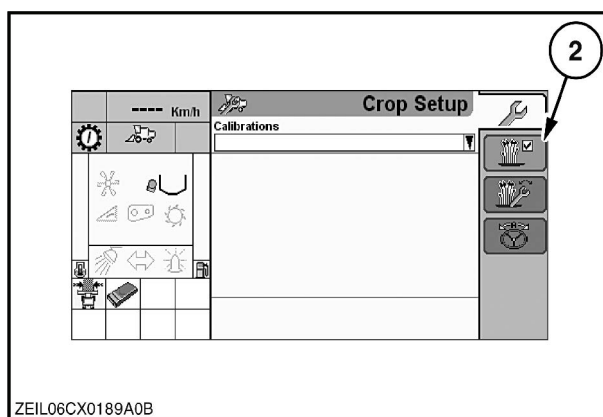 2
---- Km/h
Crop Setup
Calibrations
ZEIL06CX0189A0B